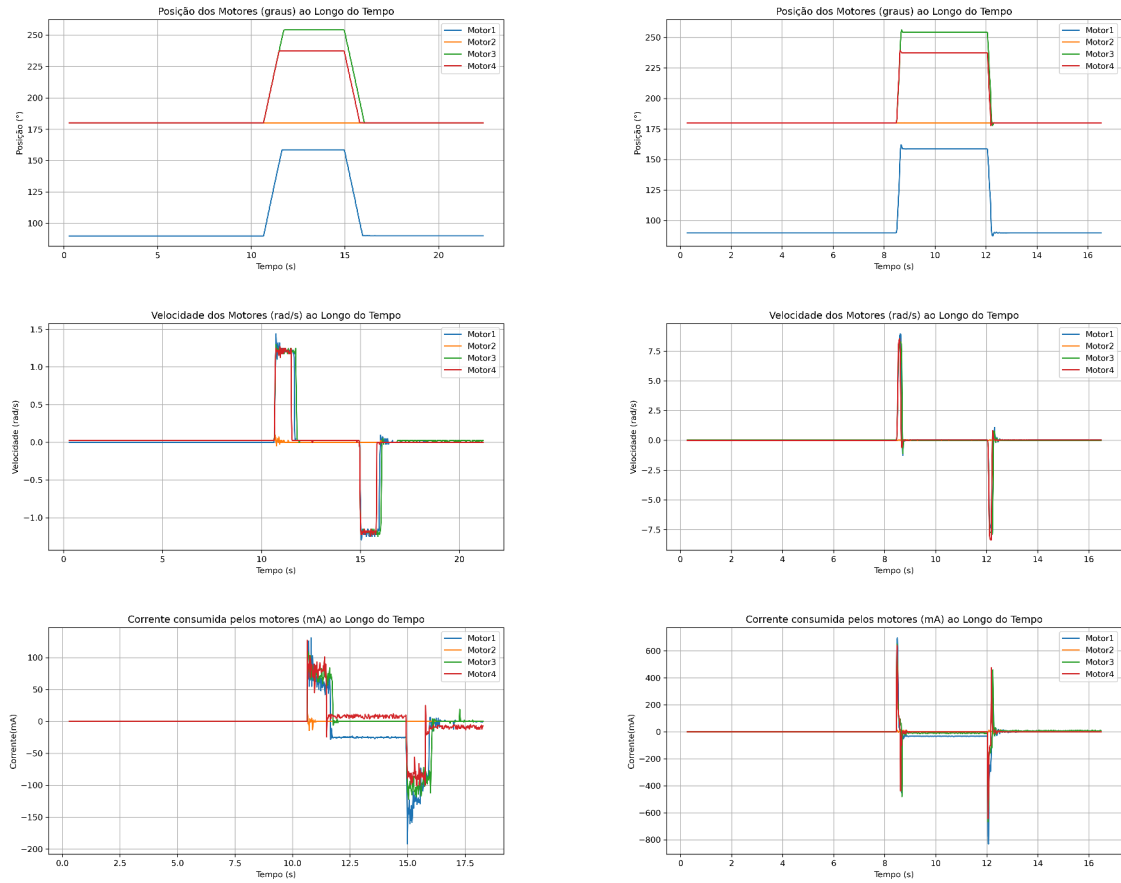 Posição dos Motores (graus) ao Longo do Tempo
Posição (°)
250
225
200
175
150
125
100
Motor1
Motor2
Motor3
Motor4
0 5 10 15 20
Tempo (s)
Posição dos Motores (graus) ao Longo do Tempo
Posição (°)
250
225
200
175
150
125
100
Motor1
Motor2
Motor3
Motor4
0 2 4 6 8 10 12 14 16
Tempo (s)
Velocidade dos Motores (rad/s) ao Longo do Tempo
Velocidade (rad/s)
1.5
1.0
0.5
0.0
−0.5
−1.0
Motor1
Motor2
Motor3
Motor4
0 5 10 15 20
Tempo (s)
Velocidade dos Motores (rad/s) ao Longo do Tempo
Velocidade (rad/s)
7.5
5.0
2.5
0.0
−2.5
−5.0
−7.5
Motor1
Motor2
Motor3
Motor4
0 2 4 6 8 10 12 14 16
Tempo (s)
Corrente consumida pelos motores (mA) ao Longo do Tempo
Corrente(mA)
100
50
0
−50
−100
−150
−200
Motor1
Motor2
Motor3
Motor4
0.0 2.5 5.0 7.5 10.0 12.5 15.0 17.5
Tempo (s)
Corrente consumida pelos motores (mA) ao Longo do Tempo
Corrente(mA)
600
400
200
0
−200
−400
−600
−800
Motor1
Motor2
Motor3
Motor4
0 2 4 6 8 10 12 14 16
Tempo (s)